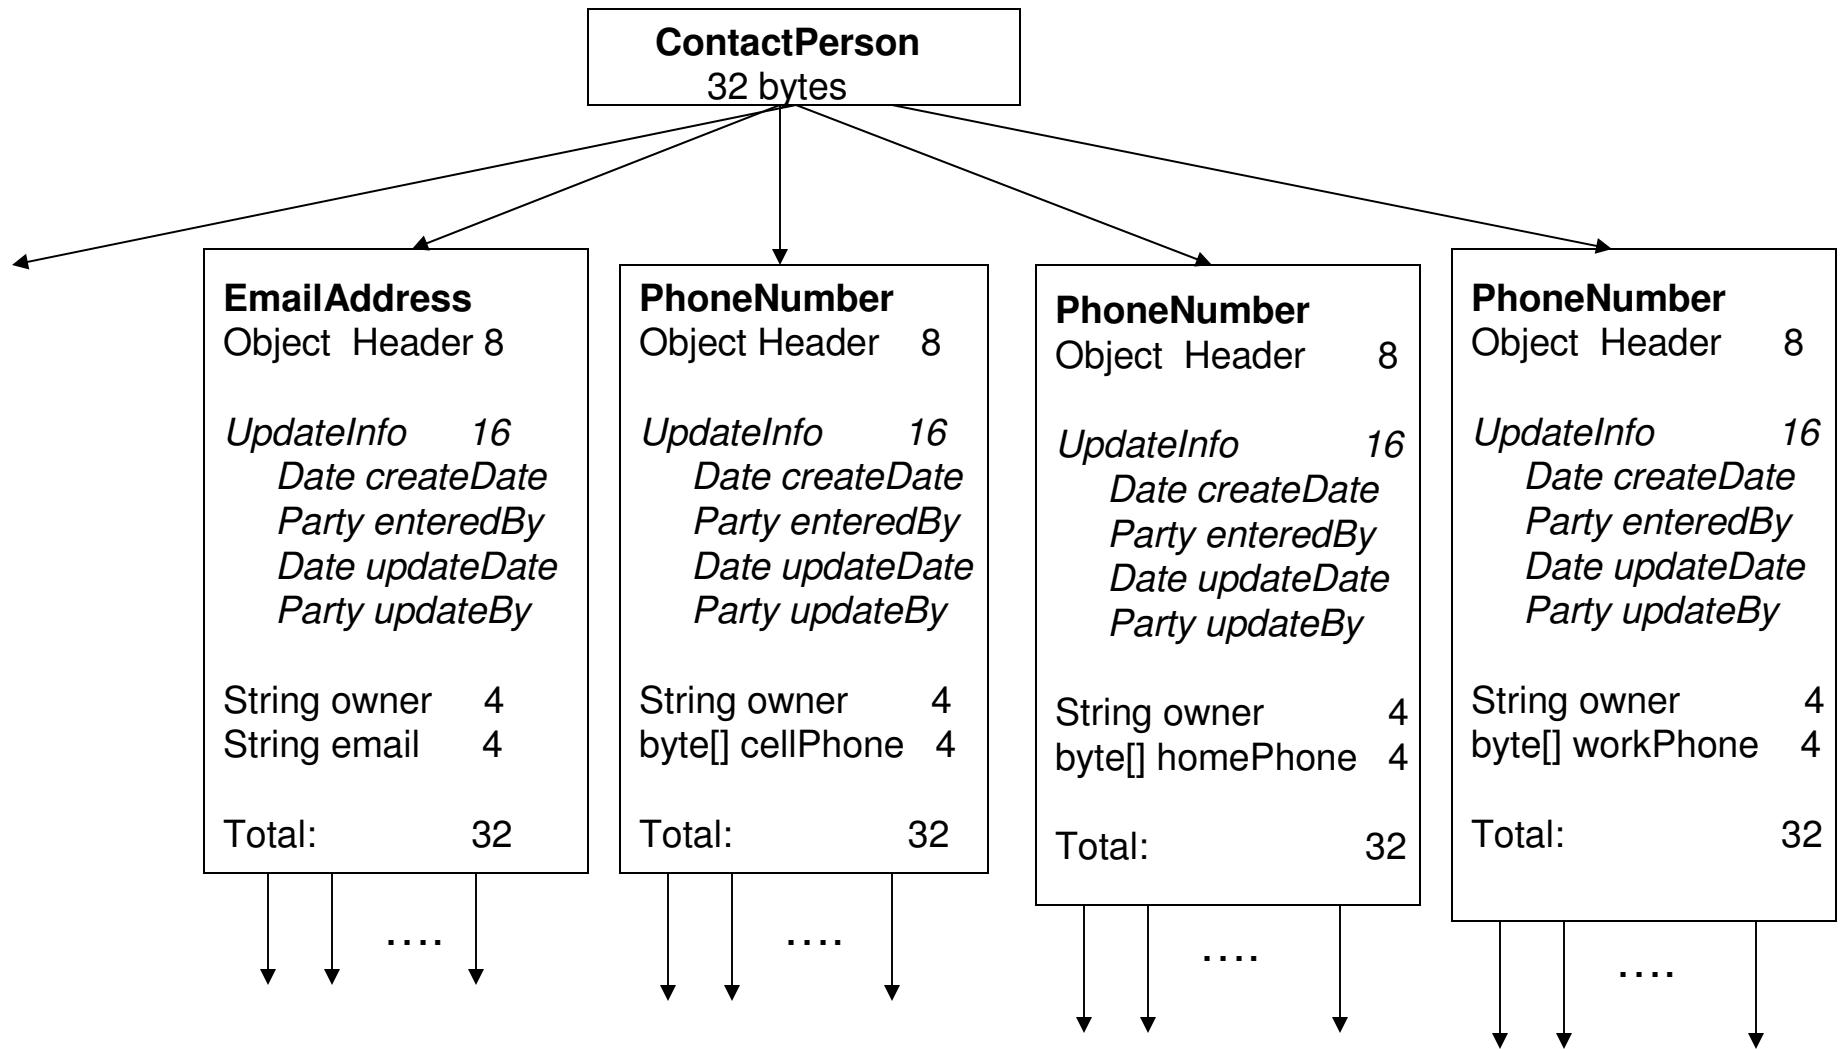 ContactPerson
32 bytes
EmailAddress
Object Header 8
UpdateInfo 16
Date createDate
Party enteredBy
Date updateDate
Party updateBy
String owner 4
String email 4
Total: 32
....
PhoneNumber
Object Header 8
UpdateInfo 16
Date createDate
Party enteredBy
Date updateDate
Party updateBy
String owner 4
byte[] cellPhone 4
Total: 32
....
PhoneNumber
Object Header 8
UpdateInfo 16
Date createDate
Party enteredBy
Date updateDate
Party updateBy
String owner 4
byte[] homePhone 4
Total: 32
....
PhoneNumber
Object Header 8
UpdateInfo 16
Date createDate
Party enteredBy
Date updateDate
Party updateBy
String owner 4
byte[] workPhone 4
Total: 32
....